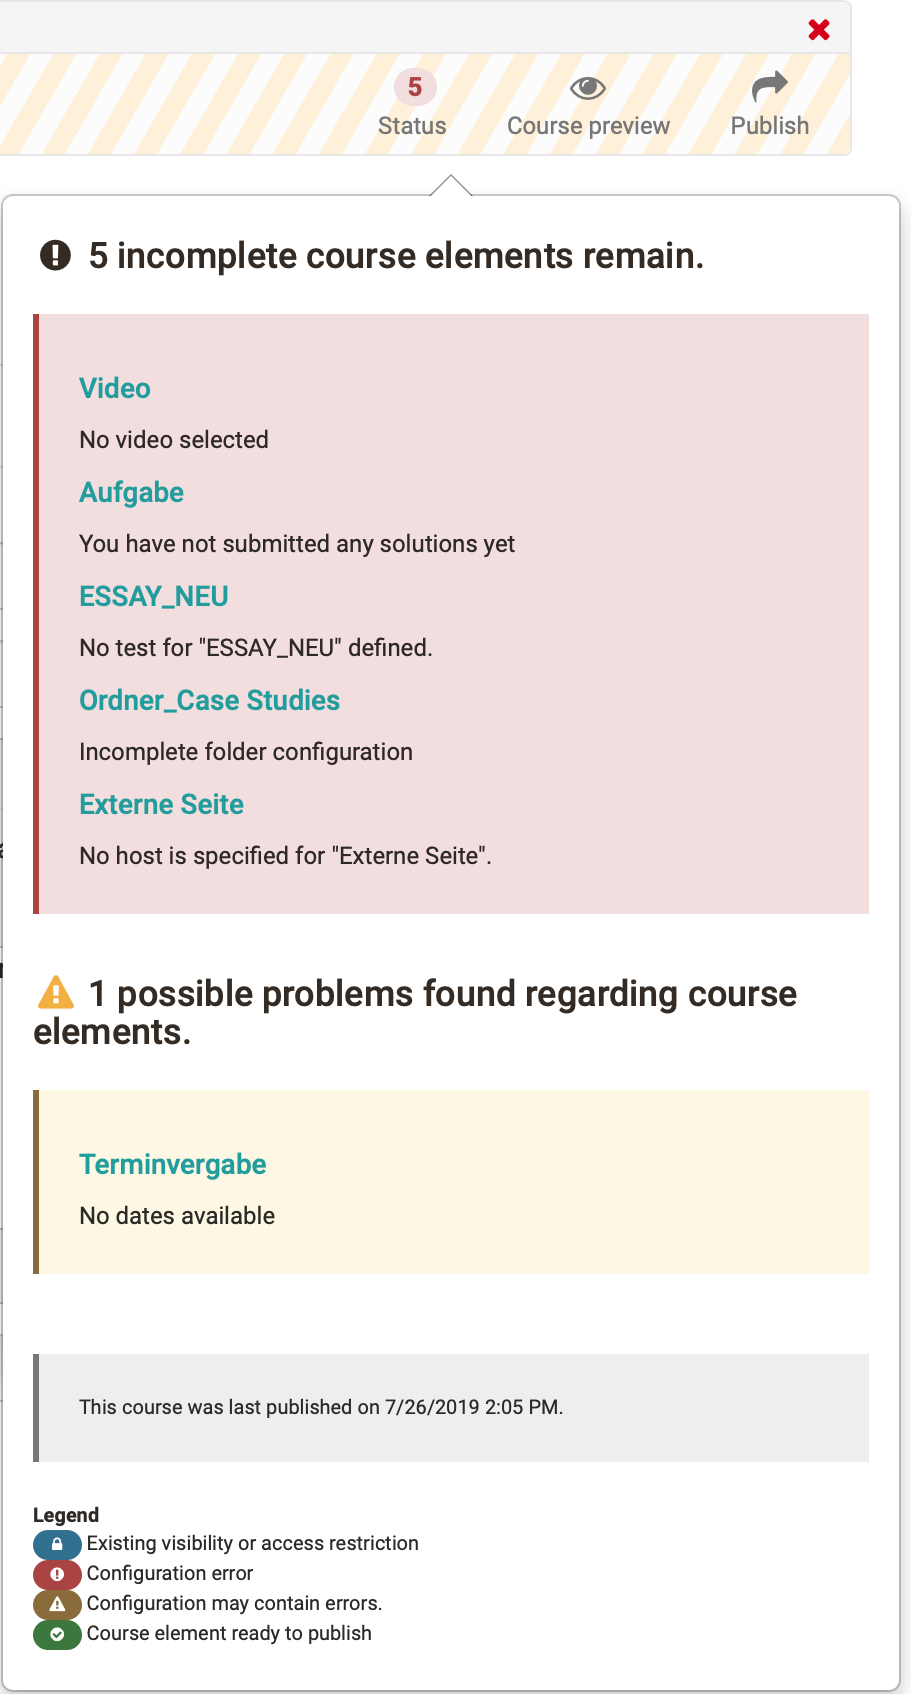 5
Status
Course preview
Publish
5 incomplete course elements remain.
Video
No video selected
Aufgabe
You have not submitted any solutions yet
ESSAY_NEU
No test for "ESSAY_NEU" defined.
Ordner_Case Studies
Incomplete folder configuration
Externe Seite
No host is specified for "Externe Seite".
1 possible problems found regarding course
elements.
Terminvergabe
No dates available
This course was last published on 7/26/2019 2:05 PM.
Legend
Existing visibility or access restriction
Configuration error
Configuration may contain errors.
Course element ready to publish